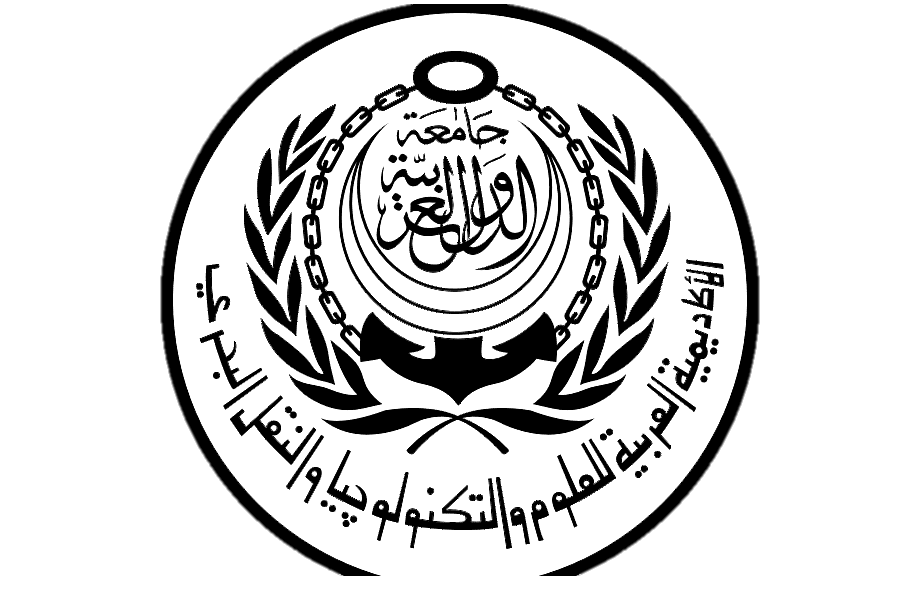 جامعة
الدول العربية
الأكاديمية العربية للعلوم والتكنولوجيا والنقل البحري